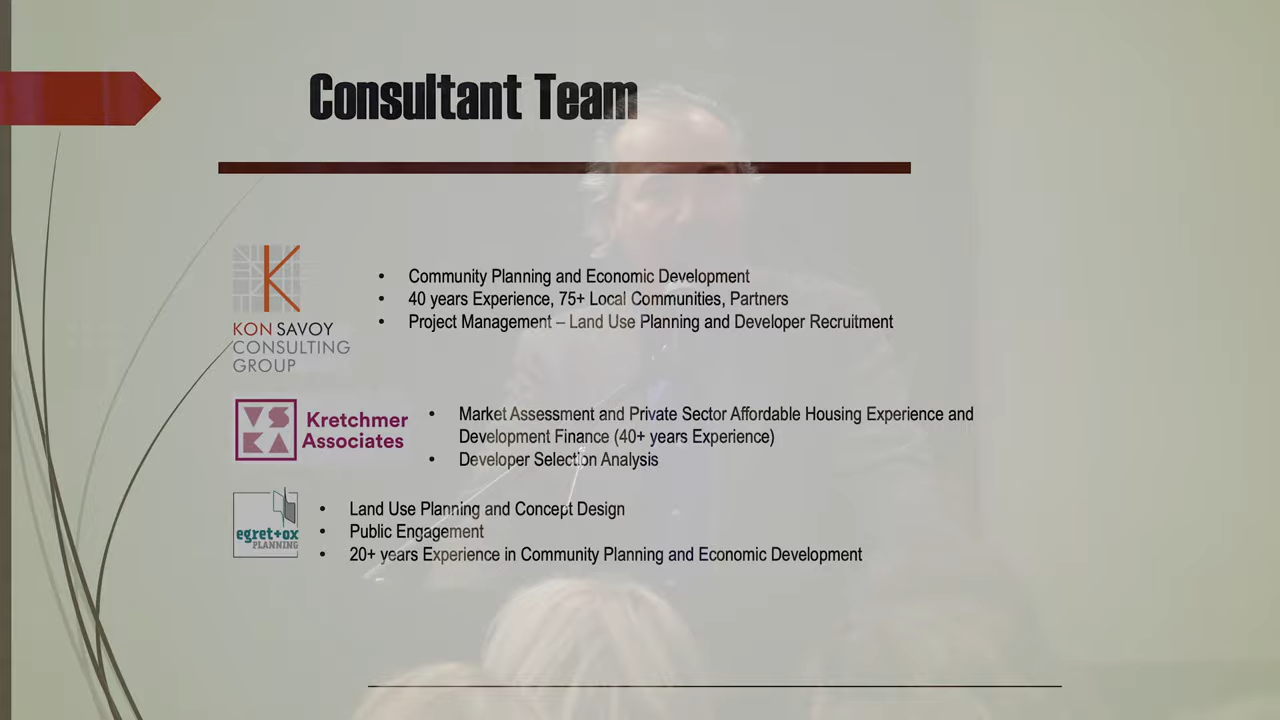 Consultant Team
KON SAVOY
CONSULTING
GROUP
• Community Planning and Economic Development
• 40 years Experience, 75+ Local Communities, Partners
• Project Management – Land Use Planning and Developer Recruitment
VS
KA
Kretchmer
Associates
• Market Assessment and Private Sector Affordable Housing Experience and
Development Finance (40+ years Experience)
• Developer Selection Analysis
egret+ox
PLANNING
• Land Use Planning and Concept Design
• Public Engagement
• 20+ years Experience in Community Planning and Economic Development